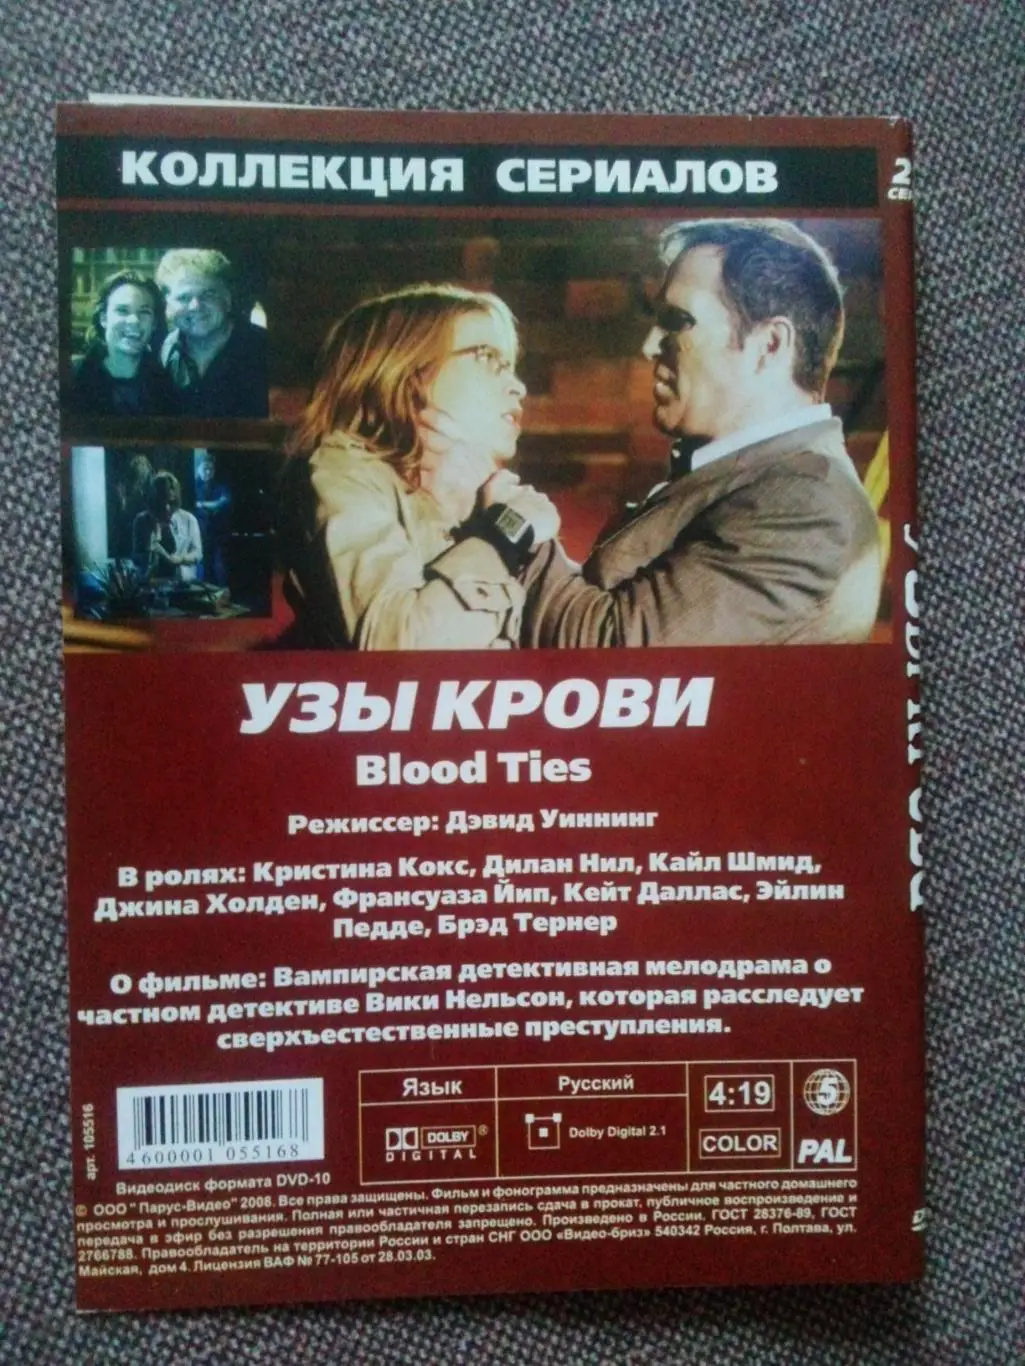 КОЛЛЕКЦИЯ СЕРИАЛОВ
УЗЫ КРОВИ
Blood Ties
Режиссер: Дэвид Уиннинг
В ролях: Кристина Кокс, Дилан Нил, Кайл Шмид,
Джина Холден, Франсуаза Йип, Кейт Даллас, Эйлин
Педде, Брэд Тернер
О фильме: Вампирская детективная мелодрама о
частном детективе Вики Нельсон, которая расследует
сверхъестественные преступления.
арт. 105516
4600001 055168
Видеодиск формата DVD-10
Язык
Русский
DOLBY ®
DIGITAL
Dolby Digital 2.1
4:19
COLOR
5
PAL
© ООО "Парус-Видео" 2008. Все права защищены. Фильм и фонограмма предназначены для частного домашнего
просмотра и прослушивания. Полная или частичная перезапись сдача в прокат, публичное воспроизведение и
передача в эфир без разрешения правообладателя запрещено. Произведено в России. ГОСТ 28376-89, ГОСТ
2766788. Правообладатель на территории России и стран СНГ ООО «Видео-бриз» 540342 Россия, г. Полтава, ул.
Майская, дом 4. Лицензия ВАФ № 77-105 от 28.03.03.